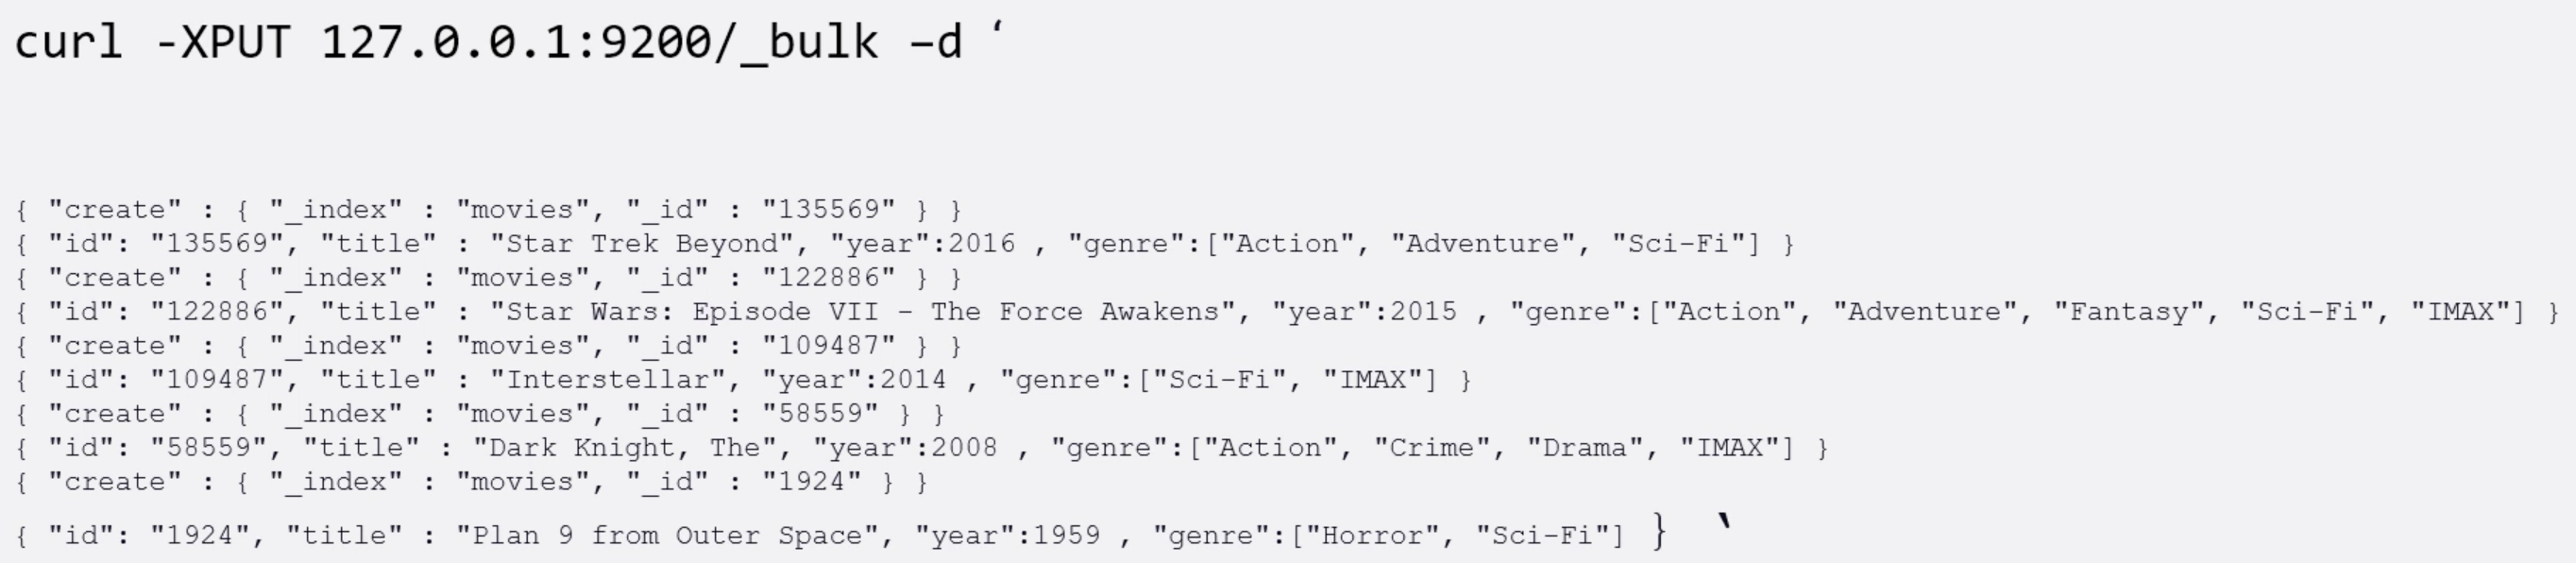 curl -XPUT 127.0.0.1:9200/_bulk –d ‘
{ "create" : { "_index" : "movies", "_id" : "135569" } }
{ "id": "135569", "title" : "Star Trek Beyond", "year":2016 , "genre":["Action", "Adventure", "Sci-Fi"] }
{ "create" : { "_index" : "movies", "_id" : "122886" } }
{ "id": "122886", "title" : "Star Wars: Episode VII - The Force Awakens", "year":2015 , "genre":["Action", "Adventure", "Fantasy", "Sci-Fi", "IMAX"] }
{ "create" : { "_index" : "movies", "_id" : "109487" } }
{ "id": "109487", "title" : "Interstellar", "year":2014 , "genre":["Sci-Fi", "IMAX"] }
{ "create" : { "_index" : "movies", "_id" : "58559" } }
{ "id": "58559", "title" : "Dark Knight, The", "year":2008 , "genre":["Action", "Crime", "Drama", "IMAX"] }
{ "create" : { "_index" : "movies", "_id" : "1924" } }
{ "id": "1924", "title" : "Plan 9 from Outer Space", "year":1959 , "genre":["Horror", "Sci-Fi"] } ‛